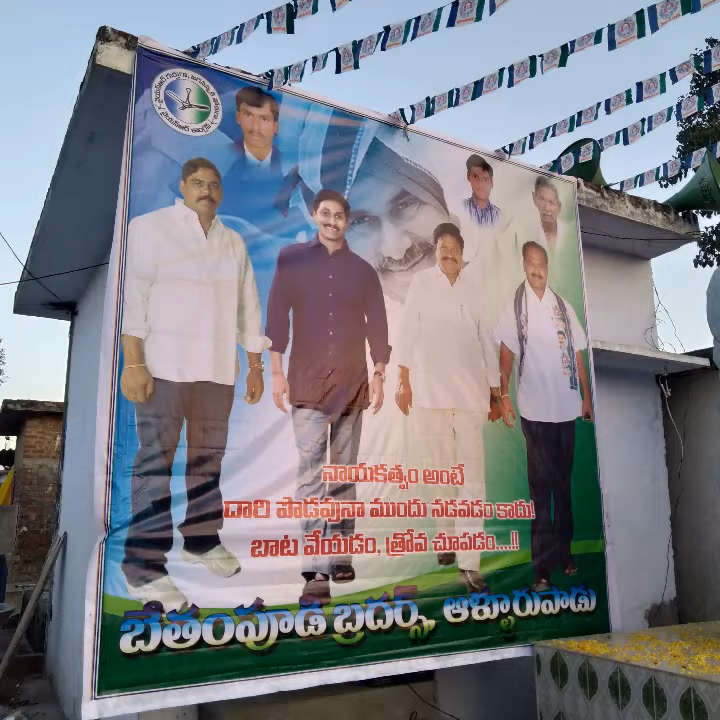 నాయకత్వం అంటే
దారి పొడవునా ముందు నడవడం కాదు!
బాట వేయడం, త్రోవ చూపడం....!!
బేతంపూడి బ్రదర్స్, ఆళ్ళూరుపాడు